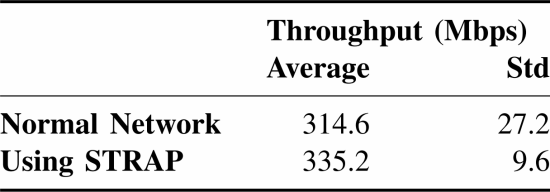 Throughput (Mbps)
Average Std
Normal Network 314.6 27.2
Using STRAP 335.2 9.6